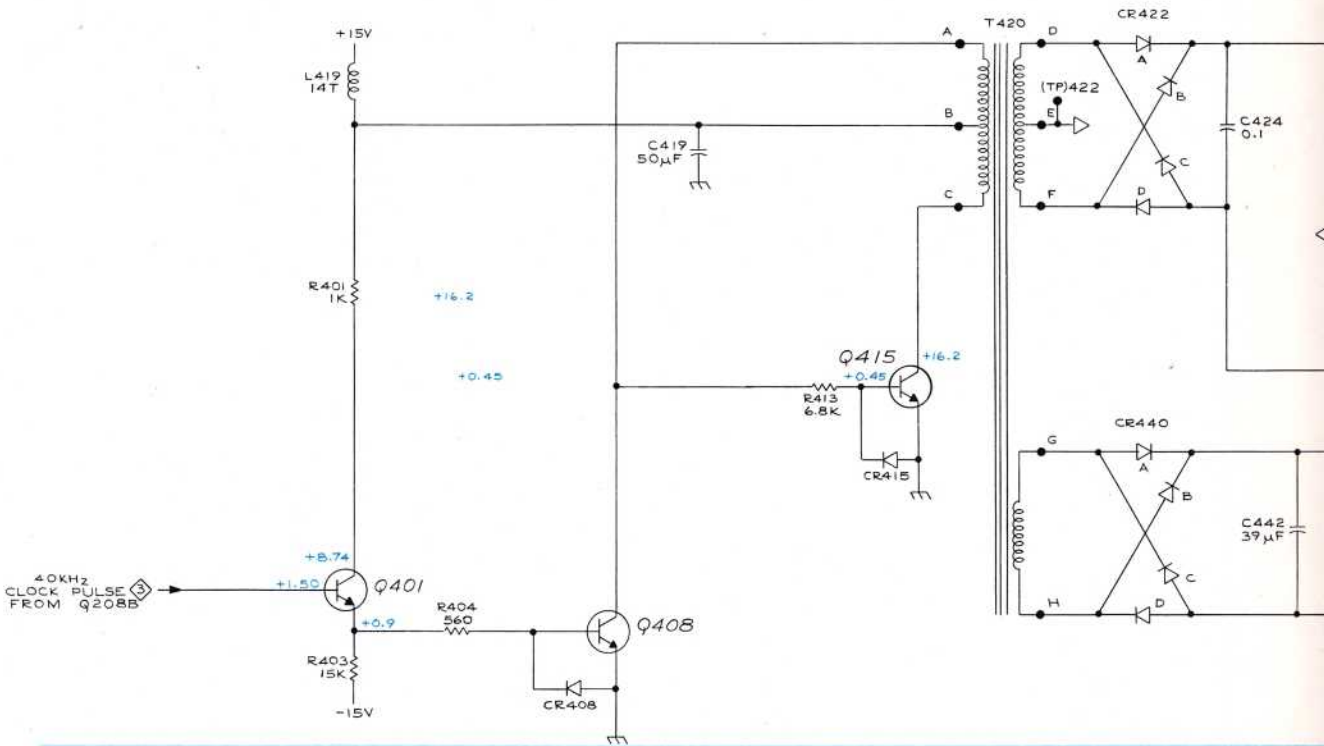 +15V
L419
14T
C419
50µF
A
B
C
T420
D
(TP)422
E
F
CR422
A
B
C
D
C424
0.1
R401
1K
+16.2
+0.45
Q415
+16.2
+0.45
R413
6.8K
CR415
G
H
CR440
A
B
C
D
C442
39µF
+8.74
40KHZ
CLOCK PULSE 3
FROM Q208B
+1.50
Q401
+0.9
R404
560
Q408
R403
15K
-15V
CR408